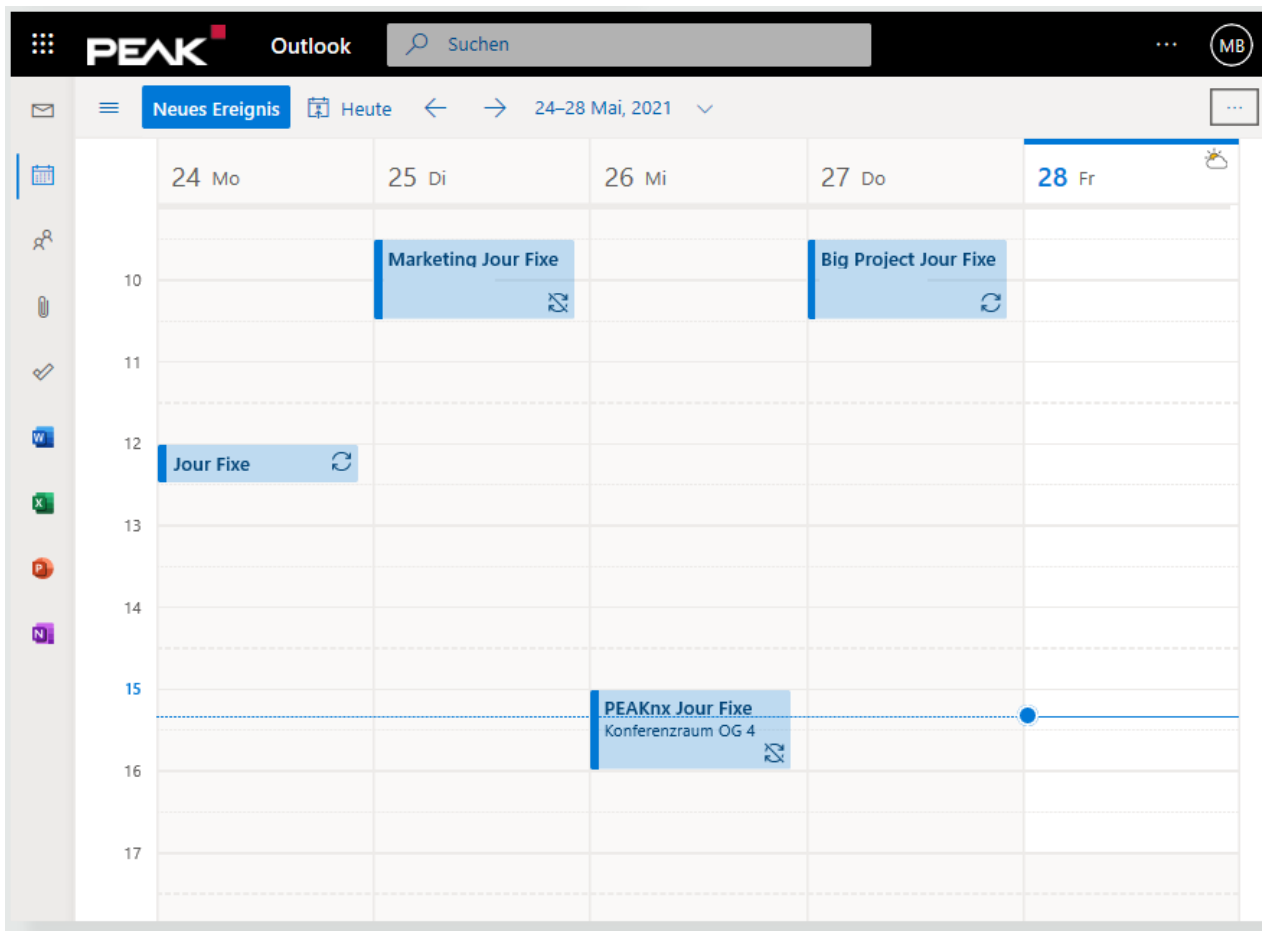 PEAK Outlook Suchen ... MB
Neues Ereignis Heute 24–28 Mai, 2021 ...
24 Mo 25 Di 26 Mi 27 Do 28 Fr
Marketing Jour Fixe Big Project Jour Fixe
10
11
12
Jour Fixe
W
X
13
P
14
N
15
PEAKnx Jour Fixe
Konferenzraum OG 4
16
17